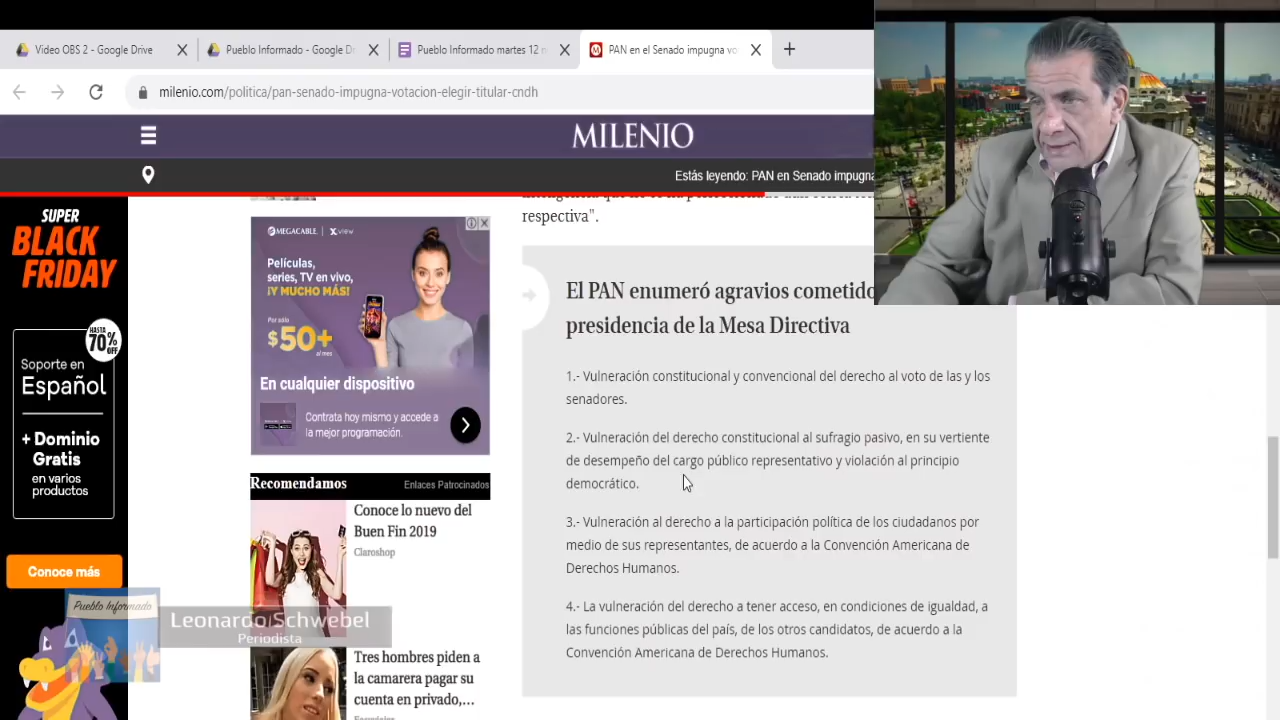 Video OBS 2 - Google Drive
Pueblo Informado - Google Dr
Pueblo Informado martes 12 n
PAN en el Senado impugna vo
milenio.com/politica/pan-senado-impugna-votacion-elegir-titular-cndh
MILENIO
Estás leyendo: PAN en Senado impugna
respectiva".
SUPER
BLACK
FRIDAY
HASTA
70%
OFF
Soporte en
Español
+ Dominio
Gratis
en varios
productos
Conoce más
MEGACABLE | Xview
Películas,
series, TV en vivo,
¡Y MUCHO MÁS!
Por sólo
$50+
al mes
En cualquier dispositivo
Contrata hoy mismo y accede a
la mejor programación.
Recomendamos
Enlaces Patrocinados
Conoce lo nuevo del
Buen Fin 2019
Claroshop
Tres hombres piden a
la camarera pagar su
cuenta en privado,...
El PAN enumeró agravios cometido
presidencia de la Mesa Directiva
1.- Vulneración constitucional y convencional del derecho al voto de las y los
senadores.
2.- Vulneración del derecho constitucional al sufragio pasivo, en su vertiente
de desempeño del cargo público representativo y violación al principio
democrático.
3.- Vulneración al derecho a la participación política de los ciudadanos por
medio de sus representantes, de acuerdo a la Convención Americana de
Derechos Humanos.
4.- La vulneración del derecho a tener acceso, en condiciones de igualdad, a
las funciones públicas del país, de los otros candidatos, de acuerdo a la
Convención Americana de Derechos Humanos.
Pueblo Informado
Leonardo Schwebel
Periodista